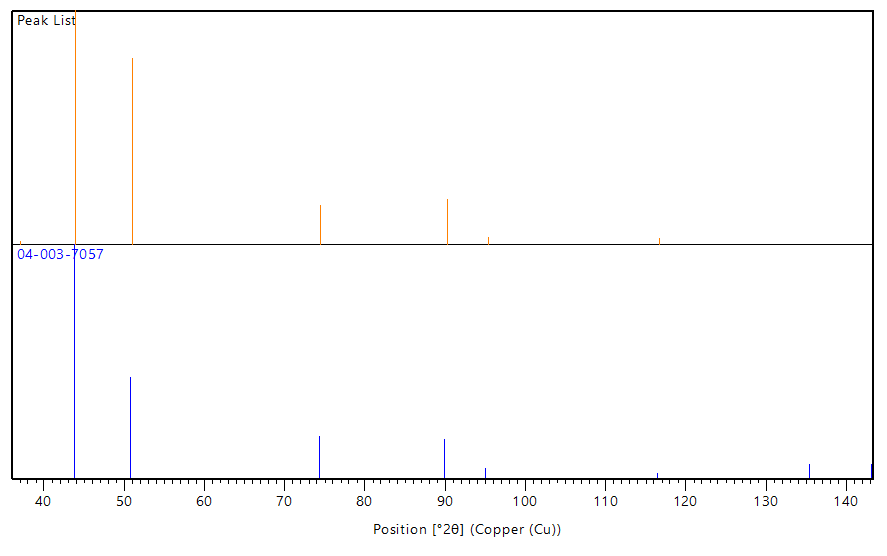 Peak List
04-003-7057
40 50 60 70 80 90 100 110 120 130 140
Position [°2θ] (Copper (Cu))